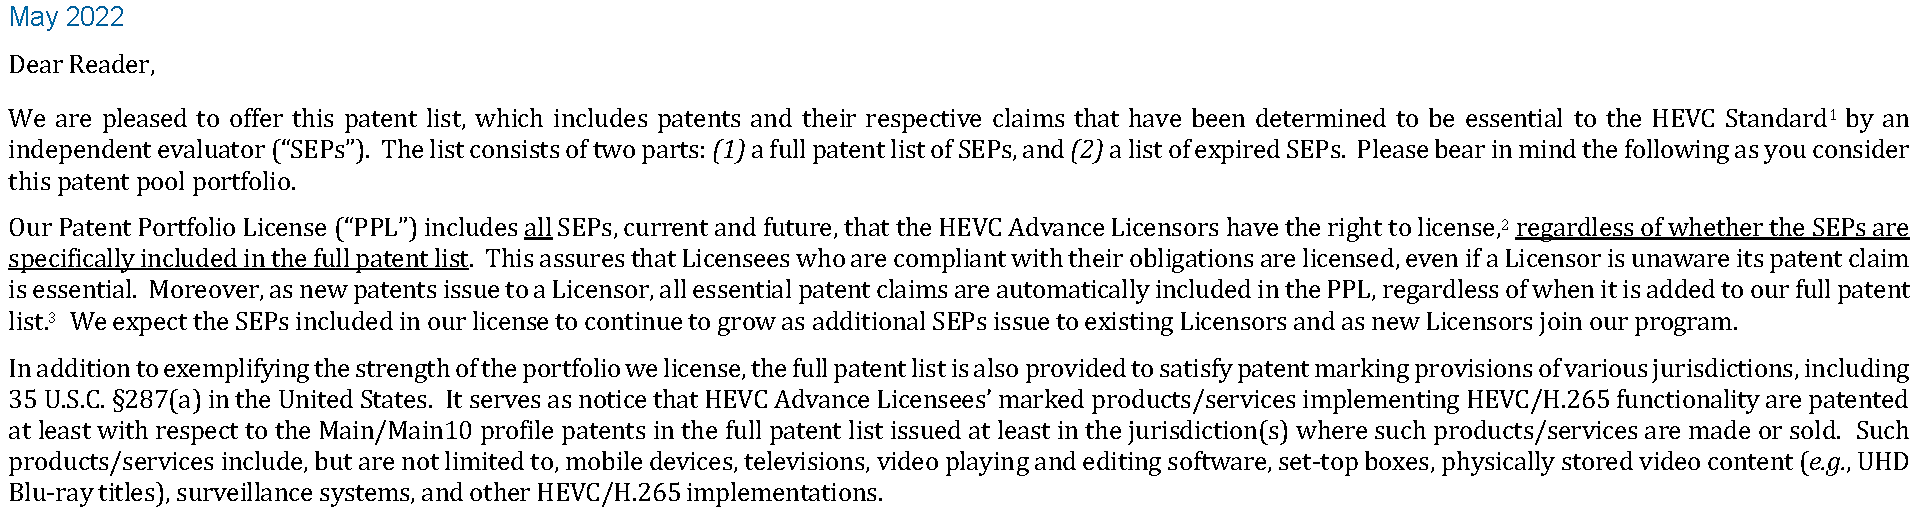 May 2022
Dear Reader,
We are pleased to offer this patent list, which includes patents and their respective claims that have been determined to be essential to the HEVC Standard¹ by an
independent evaluator (“SEPs”).  The list consists of two parts: (1) a full patent list of SEPs, and (2) a list of expired SEPs.  Please bear in mind the following as you consider
this patent pool portfolio.
Our Patent Portfolio License (“PPL”) includes all SEPs, current and future, that the HEVC Advance Licensors have the right to license,² regardless of whether the SEPs are
specifically included in the full patent list.  This assures that Licensees who are compliant with their obligations are licensed, even if a Licensor is unaware its patent claim
is essential.  Moreover, as new patents issue to a Licensor, all essential patent claims are automatically included in the PPL, regardless of when it is added to our full patent
list.³  We expect the SEPs included in our license to continue to grow as additional SEPs issue to existing Licensors and as new Licensors join our program.
In addition to exemplifying the strength of the portfolio we license, the full patent list is also provided to satisfy patent marking provisions of various jurisdictions, including
35 U.S.C. §287(a) in the United States.  It serves as notice that HEVC Advance Licensees’ marked products/services implementing HEVC/H.265 functionality are patented
at least with respect to the Main/Main10 profile patents in the full patent list issued at least in the jurisdiction(s) where such products/services are made or sold.  Such
products/services include, but are not limited to, mobile devices, televisions, video playing and editing software, set-top boxes, physically stored video content (e.g., UHD
Blu-ray titles), surveillance systems, and other HEVC/H.265 implementations.